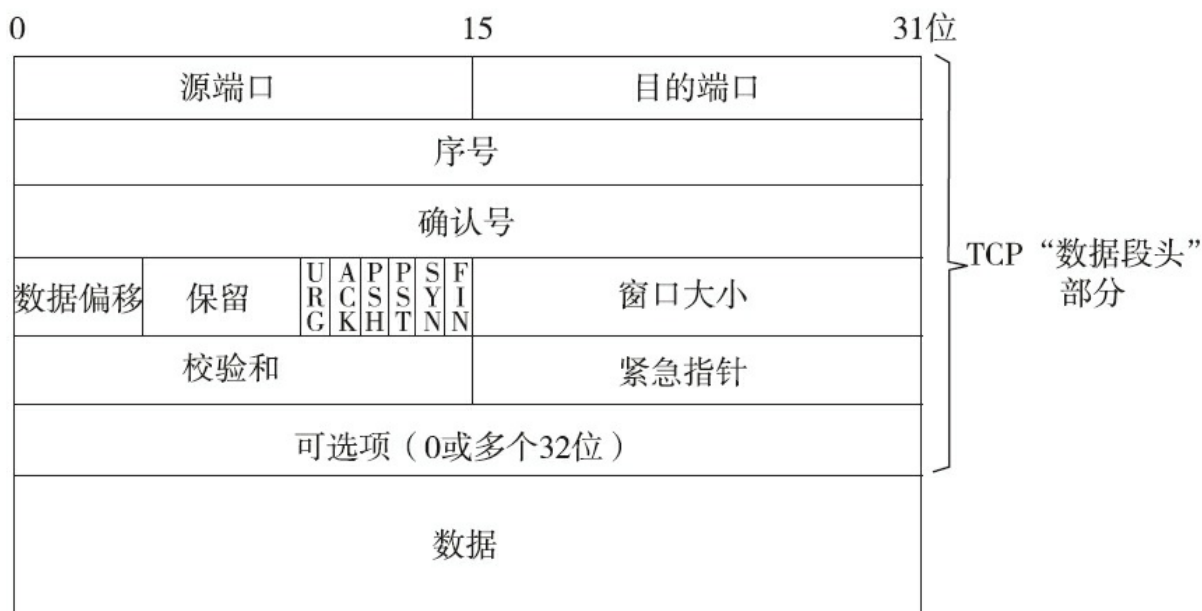 0 15 31位
源端口 目的端口
序号
确认号
数据偏移 保留 URG ACK PSH PST SYN FIN 窗口大小
校验和 紧急指针
可选项（0或多个32位）
数据
TCP“数据段头”
部分